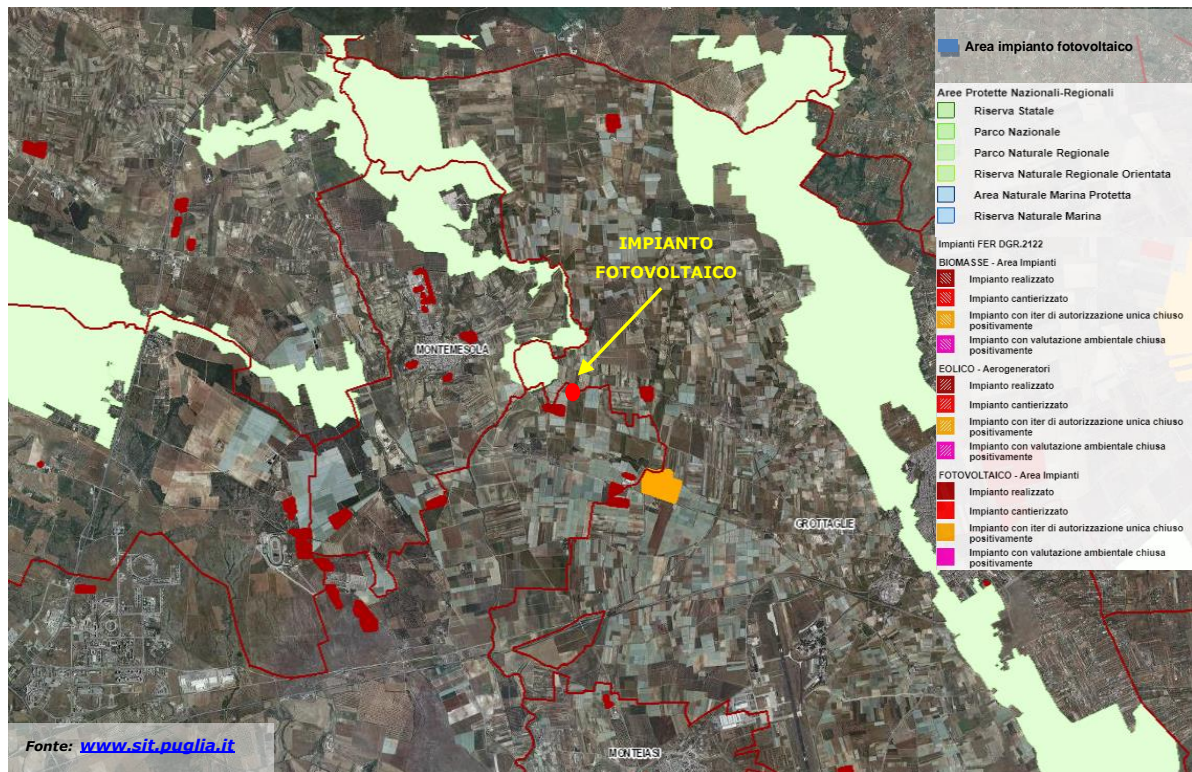 Area impianto fotovoltaico
Aree Protette Nazionali-Regionali
Riserva Statale
Parco Nazionale
Parco Naturale Regionale
Riserva Naturale Regionale Orientata
Area Naturale Marina Protetta
Riserva Naturale Marina
Impianti FER DGR.2122
BIOMASSE - Area Impianti
Impianto realizzato
Impianto cantierizzato
Impianto con iter di autorizzazione unica chiuso
positivamente
Impianto con valutazione ambientale chiusa
positivamente
EOLICO - Aerogeneratori
Impianto realizzato
Impianto cantierizzato
Impianto con iter di autorizzazione unica chiuso
positivamente
Impianto con valutazione ambientale chiusa
positivamente
FOTOVOLTAICO - Area Impianti
Impianto realizzato
Impianto cantierizzato
Impianto con iter di autorizzazione unica chiuso
positivamente
Impianto con valutazione ambientale chiusa
positivamente
IMPIANTO
FOTOVOLTAICO
MONTEMESOLA
GROTTAGLIE
MONTEIASI
Fonte: www.sit.puglia.it